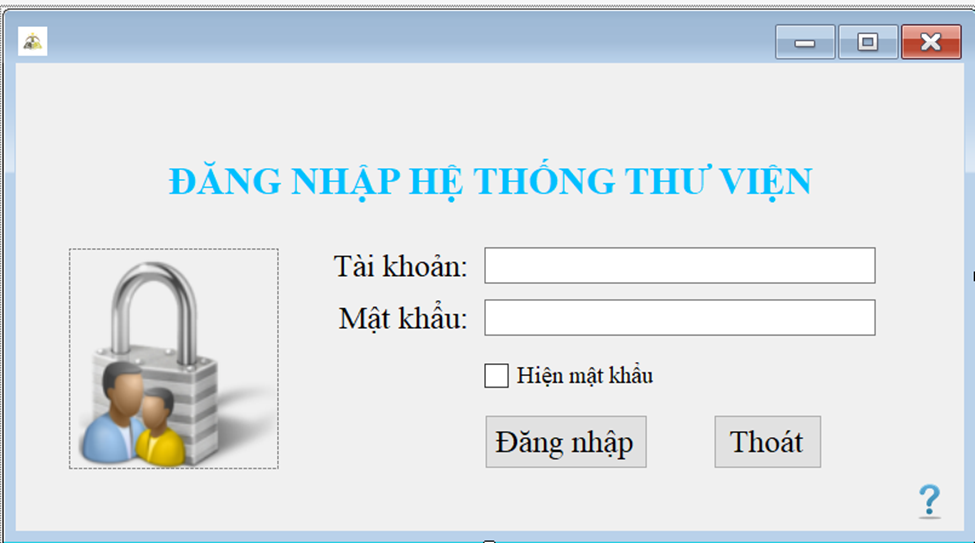 ĐĂNG NHẬP HỆ THỐNG THƯ VIỆN
Tài khoản:
Mật khẩu:
Hiện mật khẩu
Đăng nhập Thoát
?